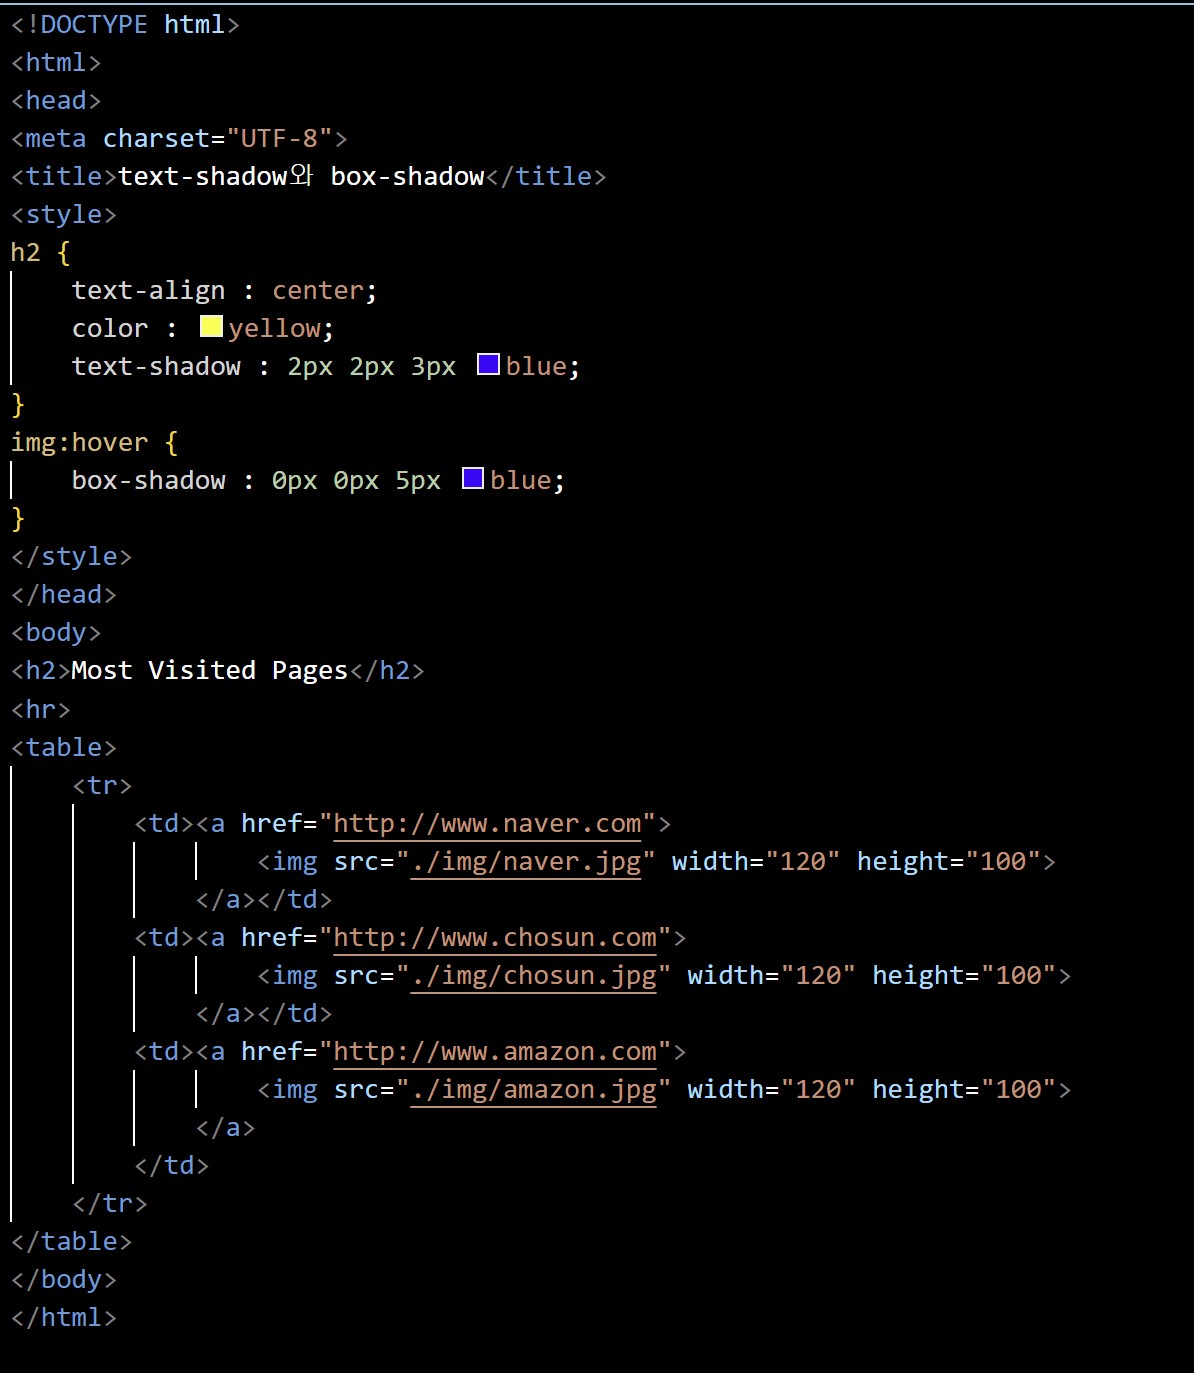 <!DOCTYPE html>
<html>
<head>
<meta charset="UTF-8">
<title>text-shadow와 box-shadow</title>
<style>
h2 {
    text-align : center;
    color : yellow;
    text-shadow : 2px 2px 3px blue;
}
img:hover {
    box-shadow : 0px 0px 5px blue;
}
</style>
</head>
<body>
<h2>Most Visited Pages</h2>
<hr>
<table>
    <tr>
        <td><a href="http://www.naver.com">
                <img src="./img/naver.jpg" width="120" height="100">
            </a></td>
        <td><a href="http://www.chosun.com">
                <img src="./img/chosun.jpg" width="120" height="100">
            </a></td>
        <td><a href="http://www.amazon.com">
                <img src="./img/amazon.jpg" width="120" height="100">
            </a>
        </td>
    </tr>
</table>
</body>
</html>